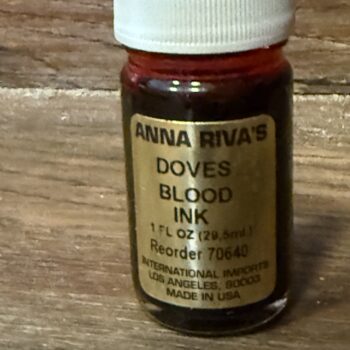 ANNA RIVA'S
DOVES
BLOOD
INK
1 FL OZ (29.5mL)
Reorder 70640
INTERNATIONAL IMPORTS
LOS ANGELES, 90003
MADE IN USA